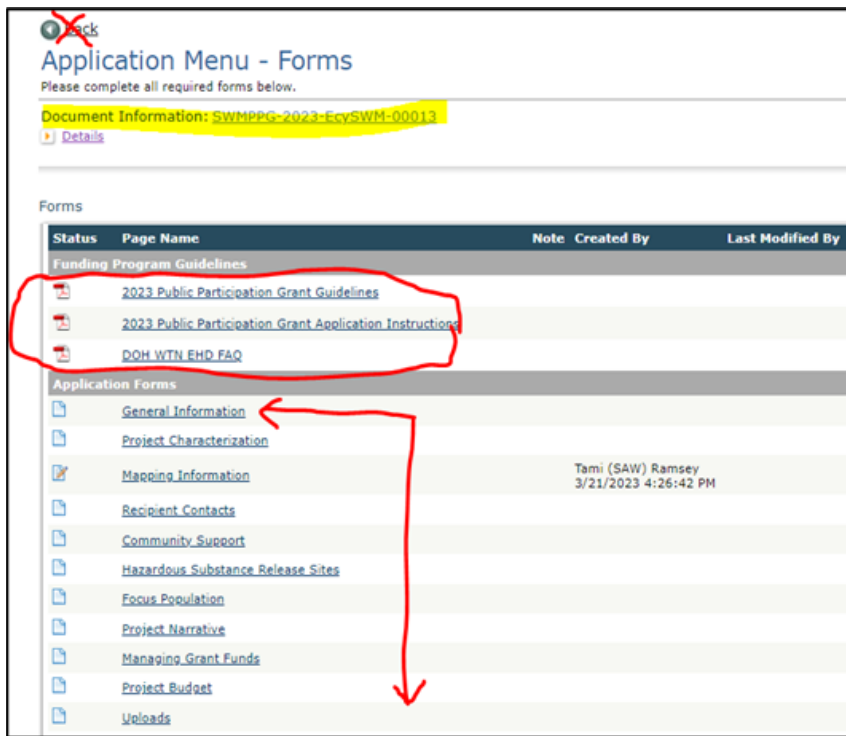 Back
Application Menu - Forms
Please complete all required forms below.
Document Information: SWMPPG-2023-EcySWM-00013
Details
Forms
Status Page Name Note Created By Last Modified By
Funding Program Guidelines
2023 Public Participation Grant Guidelines
2023 Public Participation Grant Application Instructions
DOH WTN EHD FAQ
Application Forms
General Information
Project Characterization
Mapping Information Tami (SAW) Ramsey
3/21/2023 4:26:42 PM
Recipient Contacts
Community Support
Hazardous Substance Release Sites
Focus Population
Project Narrative
Managing Grant Funds
Project Budget
Uploads